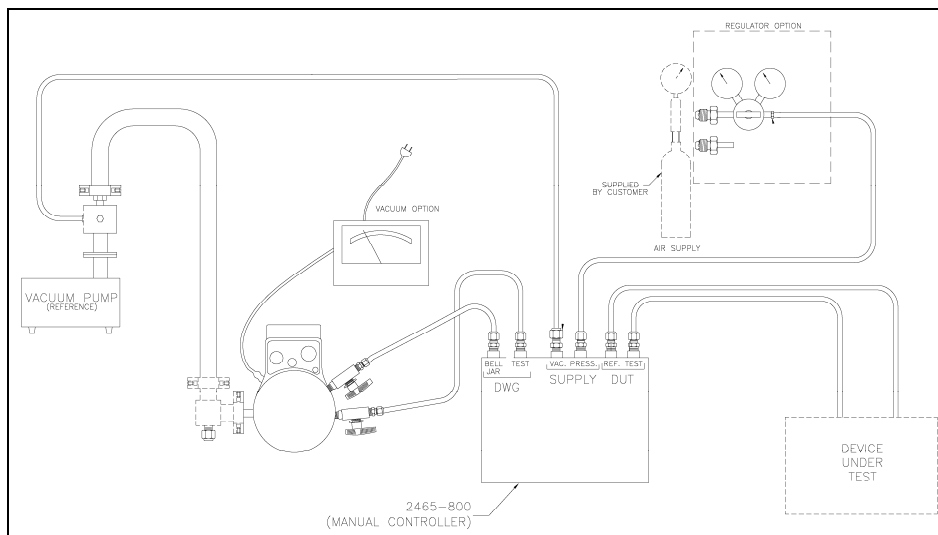 REGULATOR OPTION
SUPPLIED
BY CUSTOMER
AIR SUPPLY
VACUUM OPTION
VACUUM PUMP
(REFERENCE)
BELL
JAR
TEST
VAC.
PRESS.
REF.
TEST
DWG
SUPPLY
DUT
DEVICE
UNDER
TEST
2465-800
(MANUAL CONTROLLER)